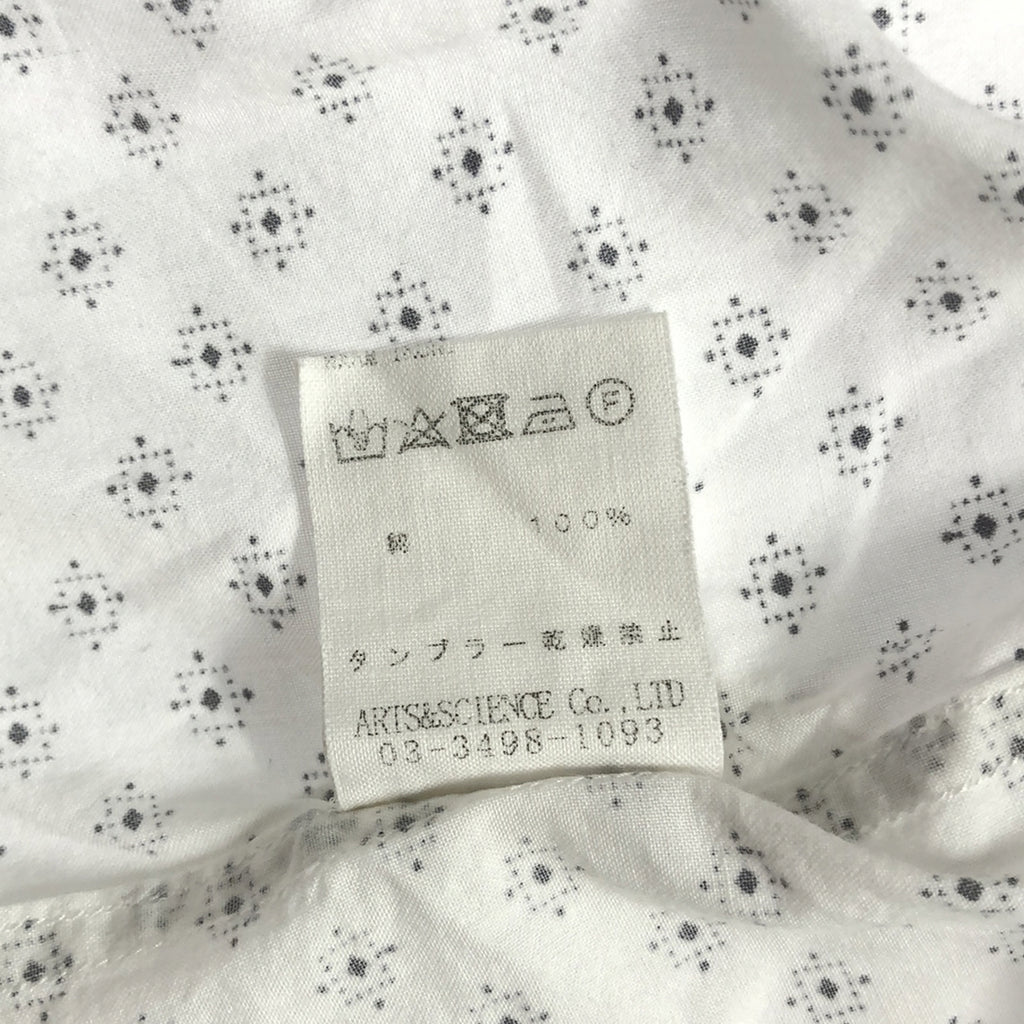 F
綿 100%
タンブラー乾燥禁止
ARTS&SCIENCE Co.,LTD
03-3498-1093